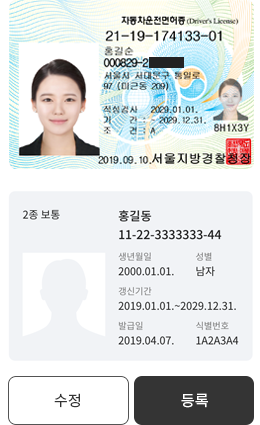 자동차운전면허증 (Driver's License)
21-19-174133-01
홍길순
000829-2
서울시 서대문구 통일로
97 (미근동 209)
적성검사 ~ 2029.01.01.
기 간 : ~ 2029.12.31.
조 건 : A
8H1X3Y
2019.09.10. 서울지방경찰청장
2종 보통
홍길동
11-22-3333333-44
생년월일 성별
2000.01.01. 남자
갱신기간
2019.01.01.~2029.12.31.
발급일 식별번호
2019.04.07. 1A2A3A4
수정 등록